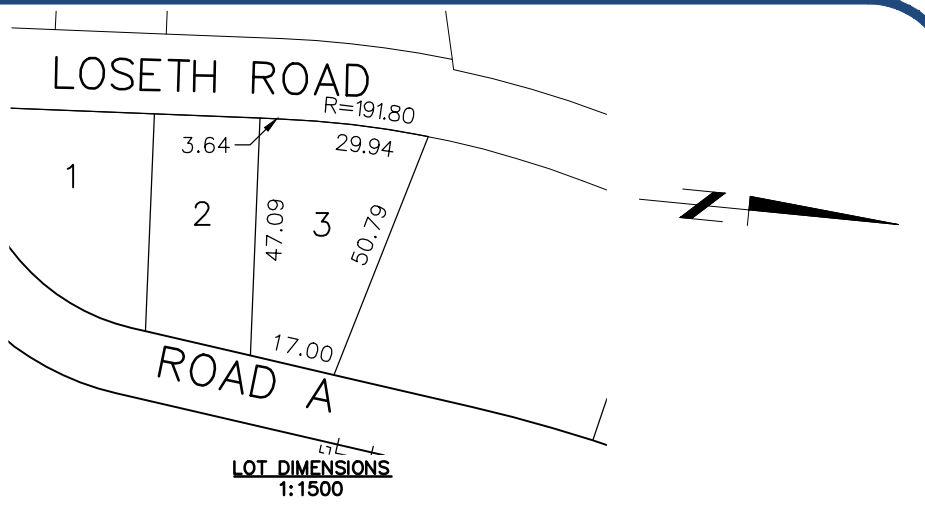 LOSETH ROAD
R=191.80
3.64
29.94
1
2
3
47.09
50.79
17.00
ROAD A
N
LOT DIMENSIONS
1:1500